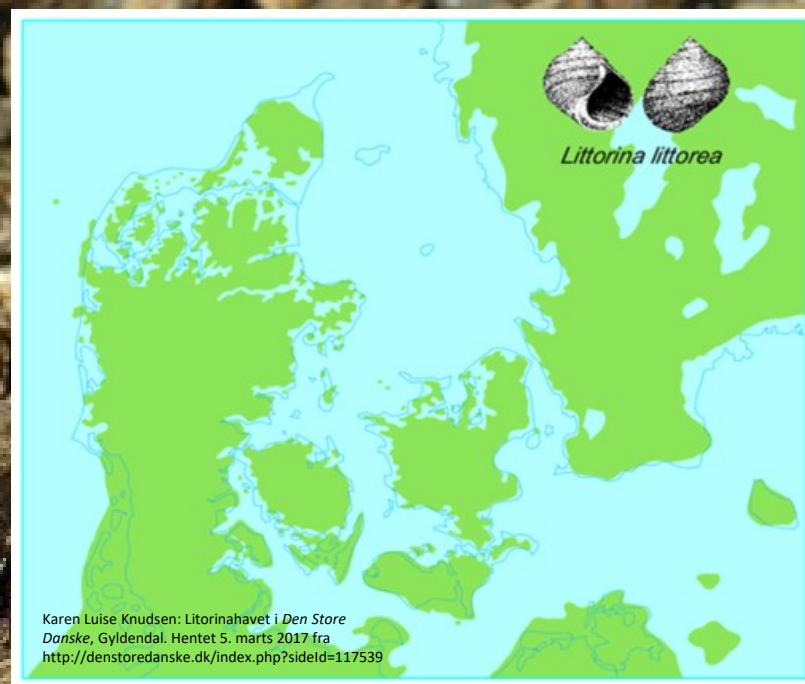 Littorina littorea
Karen Luise Knudsen: Litorinahavet i Den Store
Danske, Gyldendal. Hentet 5. marts 2017 fra
http://denstoredanske.dk/index.php?sideId=117539